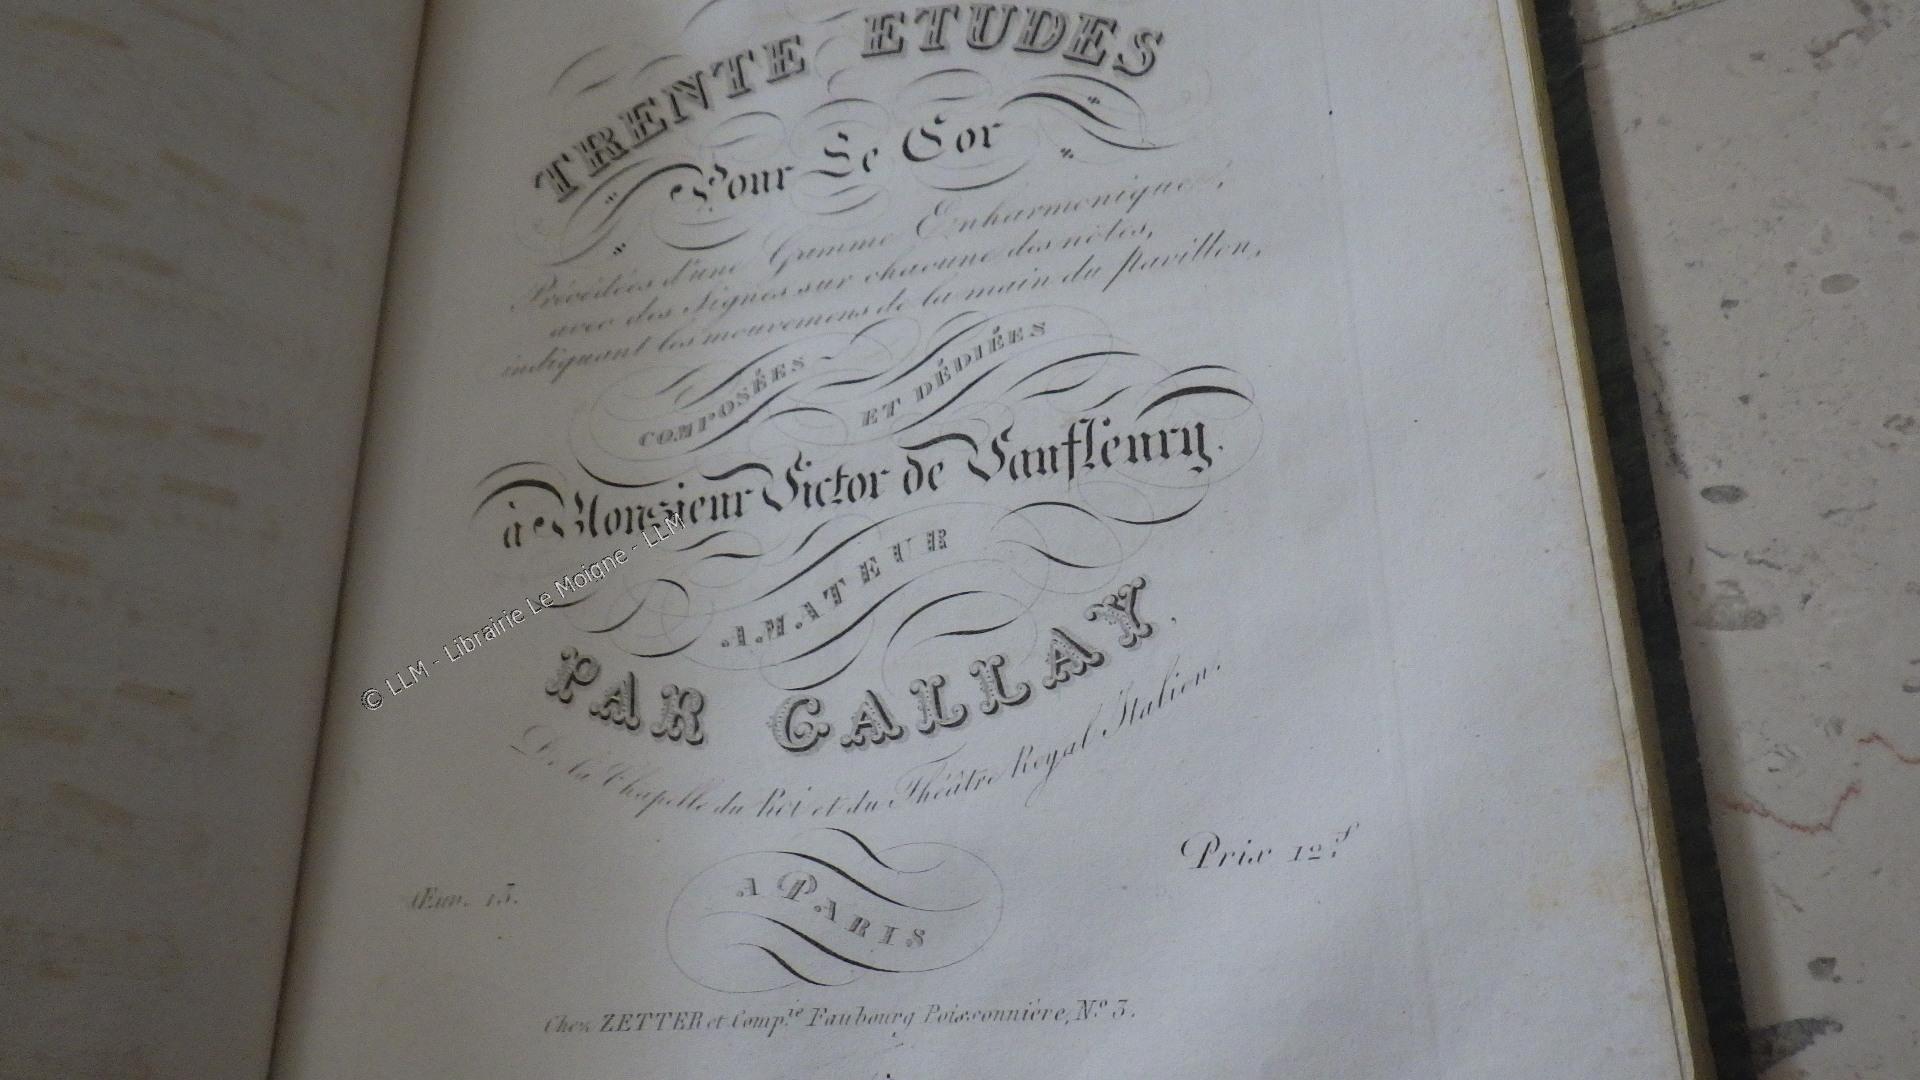 TRENTE ETUDES
Pour Le Cor
Précédées d'une Gamme Enharmonique,
avec des Signes sur chacune des notes,
indiquant les mouvemens de la main du pavillon,
COMPOSÉES ET DÉDIÉES
à Monsieur Victor de Vaufleury.
AMATEUR
PAR GALLAY,
De la Chapelle du Roi et du Théâtre Royal Italien.
Œuv. 13.
Prix 12.f
A PARIS
Chez ZETTER et Comp.ie Faubourg Poissonnière, N.o 3.
© LLM - Librairie Le Moigne - LLM